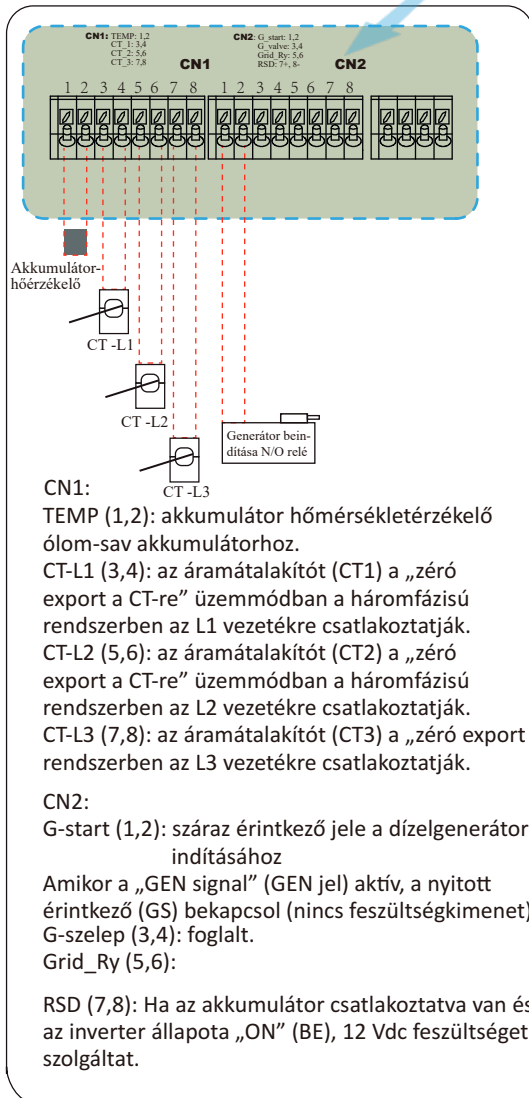 CN1: TEMP: 1,2
CT_1: 3,4
CT_2: 5,6
CT_3: 7,8
CN1
CN2: G_start: 1,2
G_valve: 3,4
Grid_Ry: 5,6
RSD: 7+, 8-
CN2
1 2 3 4 5 6 7 8
1 2 3 4 5 6 7 8
Akkumulátor-
hőérzékelő
CT -L1
CT -L2
CT -L3
Generátor bein-
dítása N/O relé
CN1:
TEMP (1,2): akkumulátor hőmérsékletérzékelő
ólom-sav akkumulátorhoz.
CT-L1 (3,4): az áramátalakítót (CT1) a „zéró
export a CT-re” üzemmódban a háromfázisú
rendszerben az L1 vezetékre csatlakoztatják.
CT-L2 (5,6): az áramátalakítót (CT2) a „zéró
export a CT-re” üzemmódban a háromfázisú
rendszerben az L2 vezetékre csatlakoztatják.
CT-L3 (7,8): az áramátalakítót (CT3) a „zéró export
rendszerben az L3 vezetékre csatlakoztatják.
CN2:
G-start (1,2): száraz érintkező jele a dízelgenerátor
indításához
Amikor a „GEN signal” (GEN jel) aktív, a nyitott
érintkező (GS) bekapcsol (nincs feszültségkimenet)
G-szelep (3,4): foglalt.
Grid_Ry (5,6):
RSD (7,8): Ha az akkumulátor csatlakoztatva van és
az inverter állapota „ON” (BE), 12 Vdc feszültséget
szolgáltat.